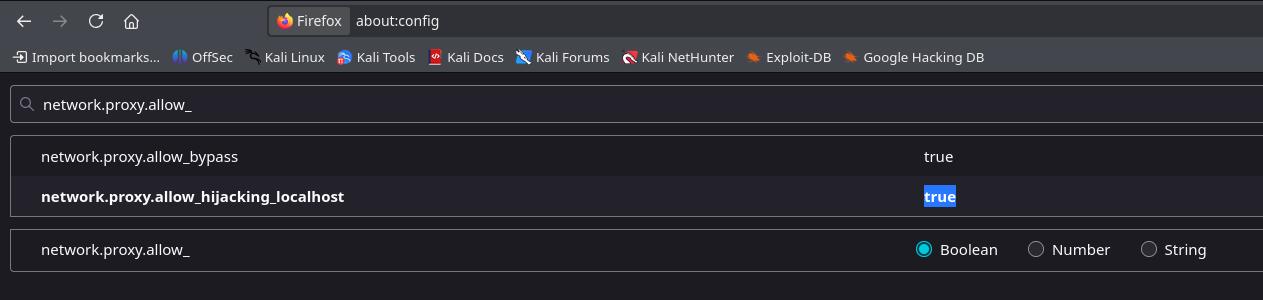 Firefox about:config
Import bookmarks... OffSec Kali Linux Kali Tools Kali Docs Kali Forums Kali NetHunter Exploit-DB Google Hacking DB
network.proxy.allow_
network.proxy.allow_bypass true
network.proxy.allow_hijacking_localhost true
network.proxy.allow_ Boolean Number String